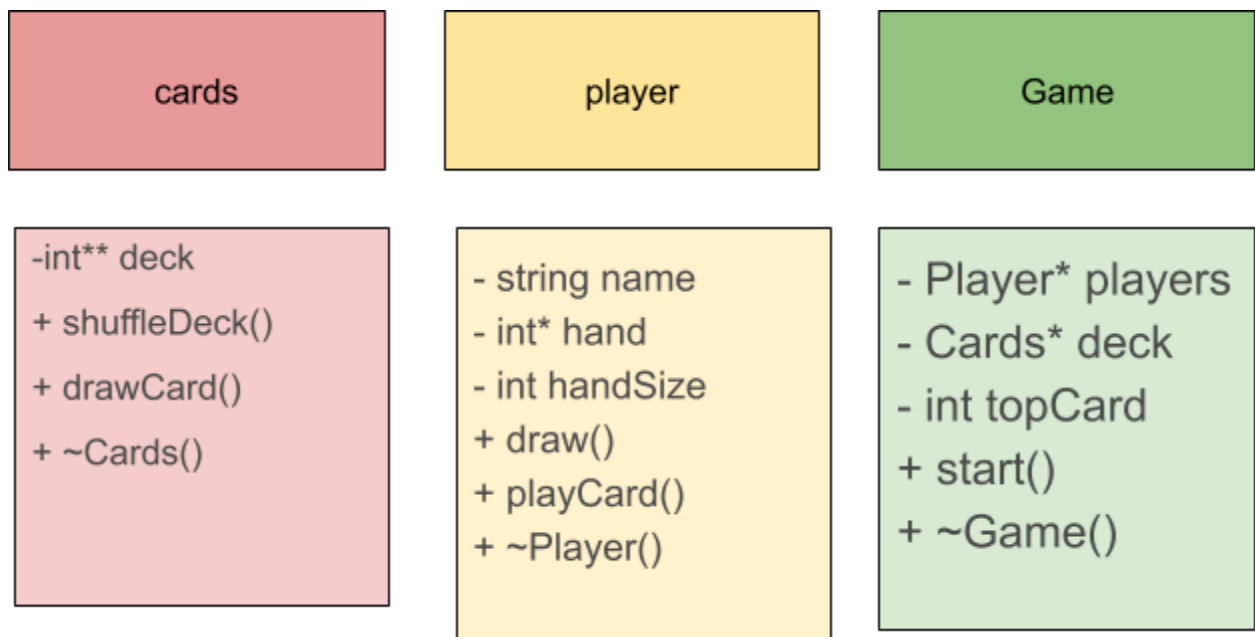 cards
-int** deck
+ shuffleDeck()
+ drawCard()
+ ~Cards()
player
- string name
- int* hand
- int handSize
+ draw()
+ playCard()
+ ~Player()
Game
- Player* players
- Cards* deck
- int topCard
+ start()
+ ~Game()